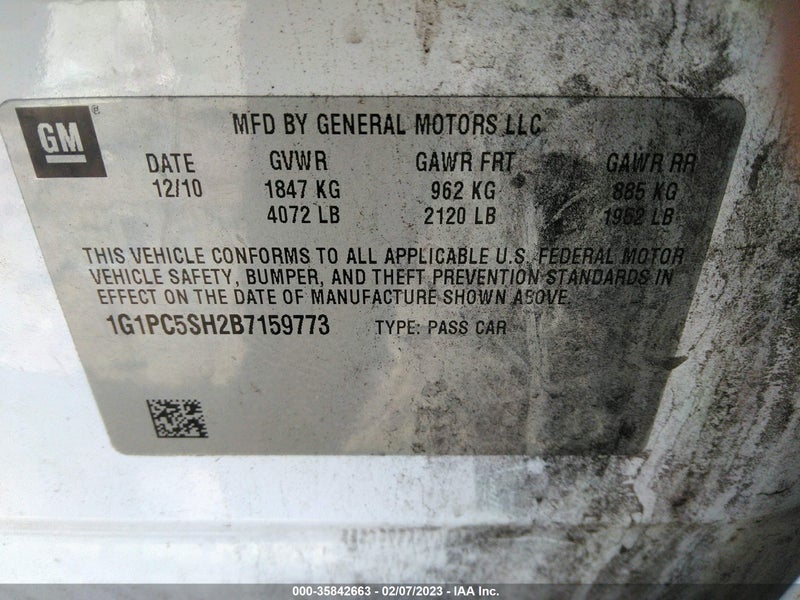 GM®
MFD BY GENERAL MOTORS LLC
DATE GVWR GAWR FRT GAWR RR
12/10 1847 KG 962 KG 885 KG
4072 LB 2120 LB 1952 LB
THIS VEHICLE CONFORMS TO ALL APPLICABLE U.S. FEDERAL MOTOR
VEHICLE SAFETY, BUMPER, AND THEFT PREVENTION STANDARDS IN
EFFECT ON THE DATE OF MANUFACTURE SHOWN ABOVE.
1G1PC5SH2B7159773 TYPE: PASS CAR
000-35842663 - 02/07/2023 - IAA Inc.